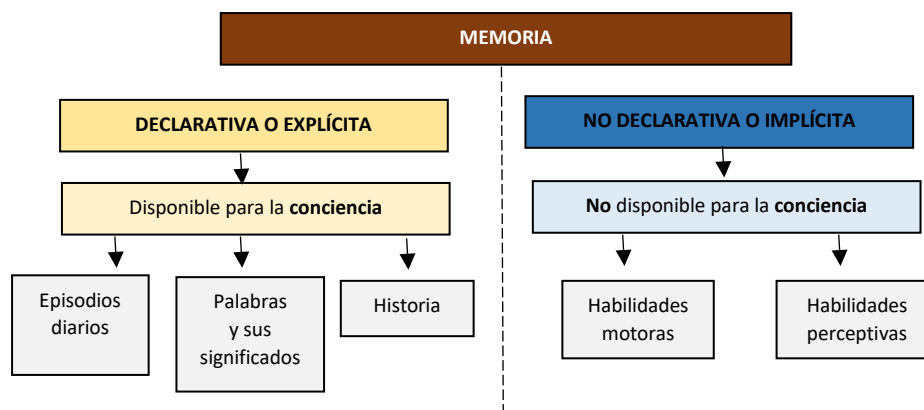 MEMORIA
DECLARATIVA O EXPLÍCITA
NO DECLARATIVA O IMPLÍCITA
Disponible para la conciencia
No disponible para la conciencia
Episodios
diarios
Palabras
y sus
significados
Historia
Habilidades
motoras
Habilidades
perceptivas